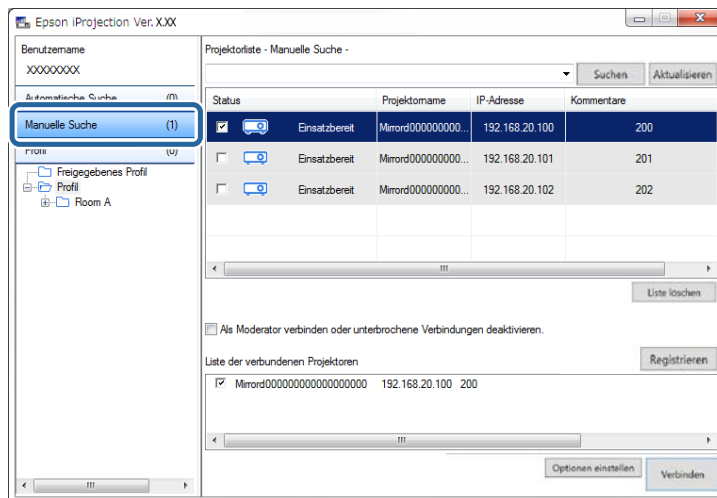 Epson iProjection Ver. X.XX
Benutzername
XXXXXXXX
Automatische Suche (0)
Manuelle Suche (1)
Profil (0)
Freigegebenes Profil
Profil
Room A
Projektorliste - Manuelle Suche -
Suchen Aktualisieren
Status Projektorname IP-Adresse Kommentare
Einsatzbereit Mirrord000000000... 192.168.20.100 200
Einsatzbereit Mirrord000000000... 192.168.20.101 201
Einsatzbereit Mirrord000000000... 192.168.20.102 202
Liste löschen
Als Moderator verbinden oder unterbrochene Verbindungen deaktivieren.
Liste der verbundenen Projektoren Registrieren
Mirrord000000000000000000 192.168.20.100 200
Optionen einstellen Verbinden